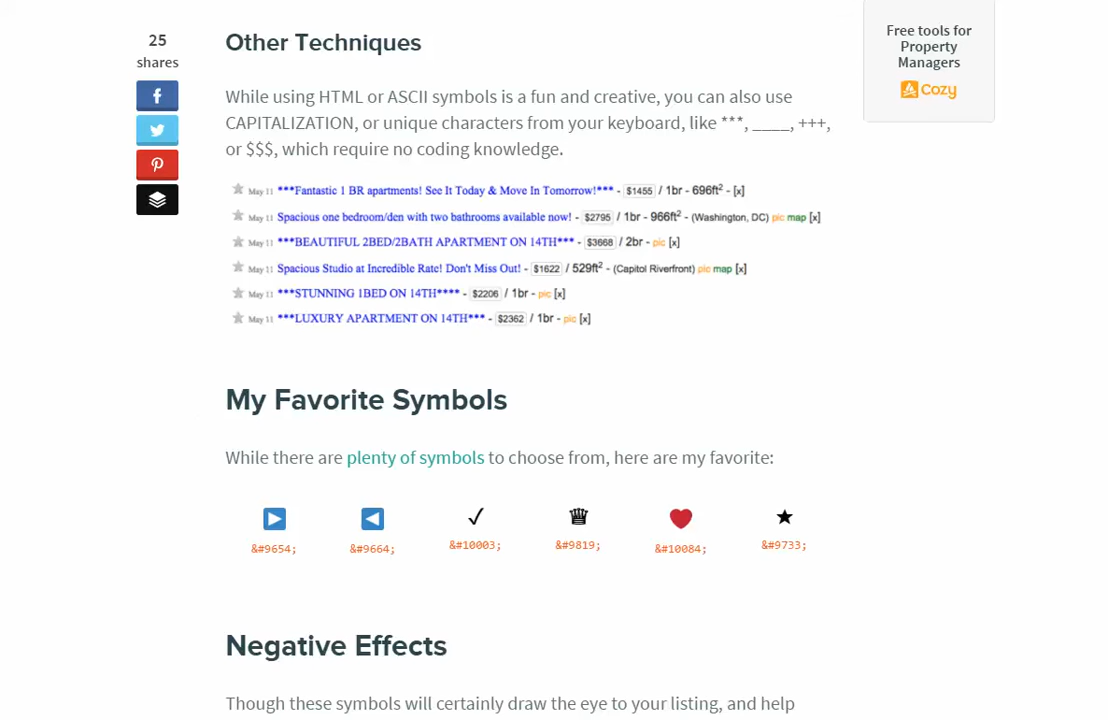 25
shares
Free tools for
Property
Managers
Cozy
Other Techniques
While using HTML or ASCII symbols is a fun and creative, you can also use
CAPITALIZATION, or unique characters from your keyboard, like ***, ____, +++,
or $$$, which require no coding knowledge.
May 11 ***Fantastic 1 BR apartments! See It Today & Move In Tomorrow!*** - $1455 / 1br - 696ft² - [x]
May 11 Spacious one bedroom/den with two bathrooms available now! - $2795 / 1br - 966ft² - (Washington, DC) pic map [x]
May 11 ***BEAUTIFUL 2BED/2BATH APARTMENT ON 14TH*** - $3668 / 2br - pic [x]
May 11 Spacious Studio at Incredible Rate! Don't Miss Out! - $1622 / 529ft² - (Capitol Riverfront) pic map [x]
May 11 ***STUNNING 1BED ON 14TH**** - $2206 / 1br - pic [x]
May 11 ***LUXURY APARTMENT ON 14TH*** - $2362 / 1br - pic [x]
My Favorite Symbols
While there are plenty of symbols to choose from, here are my favorite:
&#9654; &#9664; &#10003; &#9819; &#10084; &#9733;
Negative Effects
Though these symbols will certainly draw the eye to your listing, and help